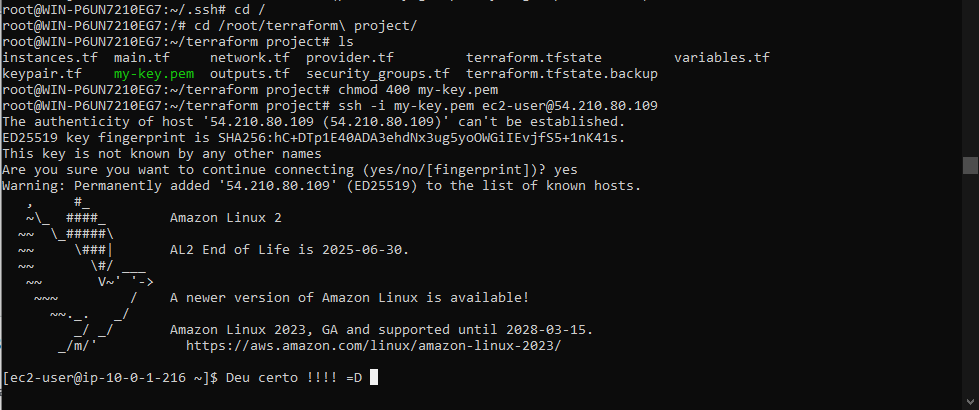 root@WIN-P6UN7210EG7:~/.ssh# cd /
root@WIN-P6UN7210EG7:/# cd /root/terraform\ project/
root@WIN-P6UN7210EG7:~/terraform project# ls
instances.tf  main.tf     network.tf  provider.tf         terraform.tfstate         variables.tf
keypair.tf    my-key.pem  outputs.tf  security_groups.tf  terraform.tfstate.backup
root@WIN-P6UN7210EG7:~/terraform project# chmod 400 my-key.pem
root@WIN-P6UN7210EG7:~/terraform project# ssh -i my-key.pem ec2-user@54.210.80.109
The authenticity of host '54.210.80.109 (54.210.80.109)' can't be established.
ED25519 key fingerprint is SHA256:hC+DTp1E40ADA3ehdNx3ug5yoOWGiIEvjfS5+1nK41s.
This key is not known by any other names
Are you sure you want to continue connecting (yes/no/[fingerprint])? yes
Warning: Permanently added '54.210.80.109' (ED25519) to the list of known hosts.
   ,     #_
   ~\_  ####_        Amazon Linux 2
  ~~  \_#####\
  ~~     \###|       AL2 End of Life is 2025-06-30.
  ~~       \#/ ___
   ~~       V~' '->
    ~~~         /    A newer version of Amazon Linux is available!
      ~~._.   _/
         _/ _/       Amazon Linux 2023, GA and supported until 2028-03-15.
       _/m/'           https://aws.amazon.com/linux/amazon-linux-2023/
[ec2-user@ip-10-0-1-216 ~]$ Deu certo !!!! =D